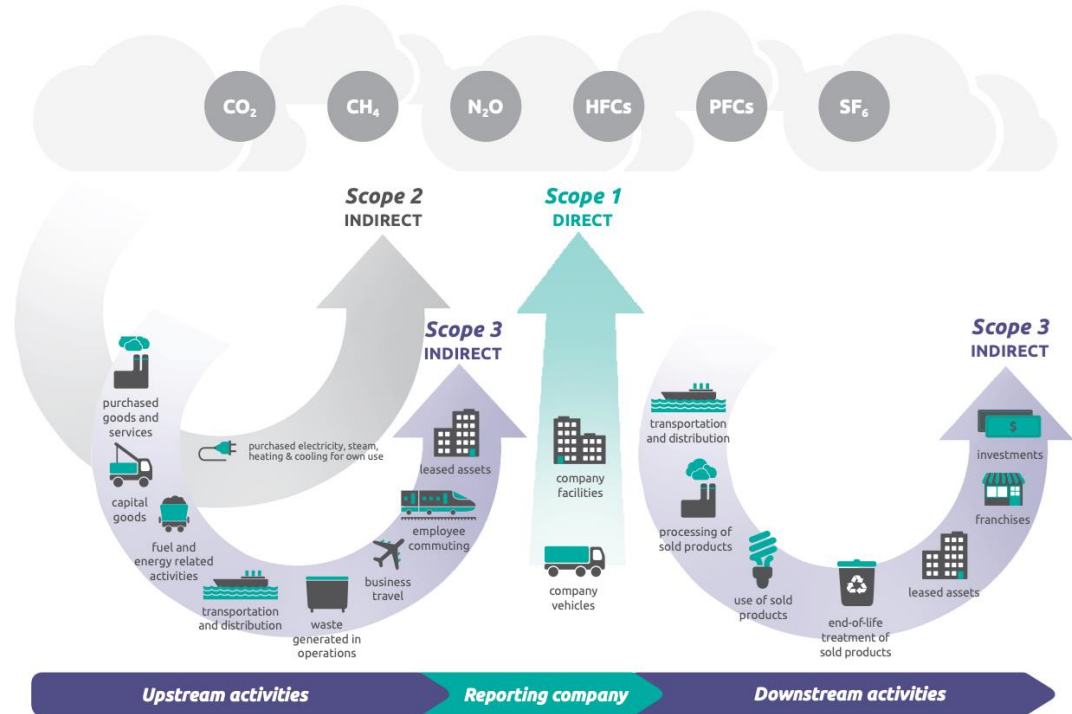 CO₂
CH₄
N₂O
HFCs
PFCs
SF₆
Scope 2
INDIRECT
Scope 1
DIRECT
Scope 3
INDIRECT
Scope 3
INDIRECT
purchased
goods and
services
capital
goods
fuel and
energy related
activities
purchased electricity, steam,
heating & cooling for own use
transportation
and distribution
waste
generated in
operations
business
travel
employee
commuting
leased assets
company
facilities
company
vehicles
transportation
and distribution
processing of
sold products
use of sold
products
end-of-life
treatment of
sold products
leased assets
franchises
$
investments
Upstream activities
Reporting company
Downstream activities